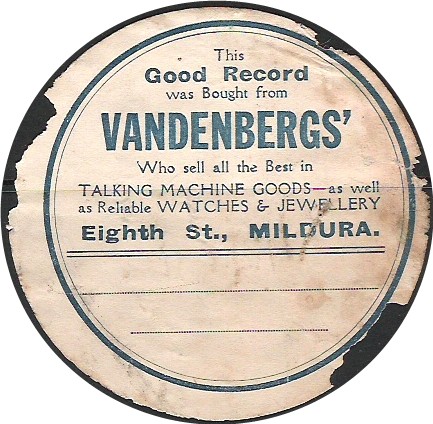 This
Good Record
was Bought from
VANDENBERGS'
Who sell all the Best in
TALKING MACHINE GOODS—as well
as Reliable WATCHES & JEWELLERY
Eighth St., MILDURA.